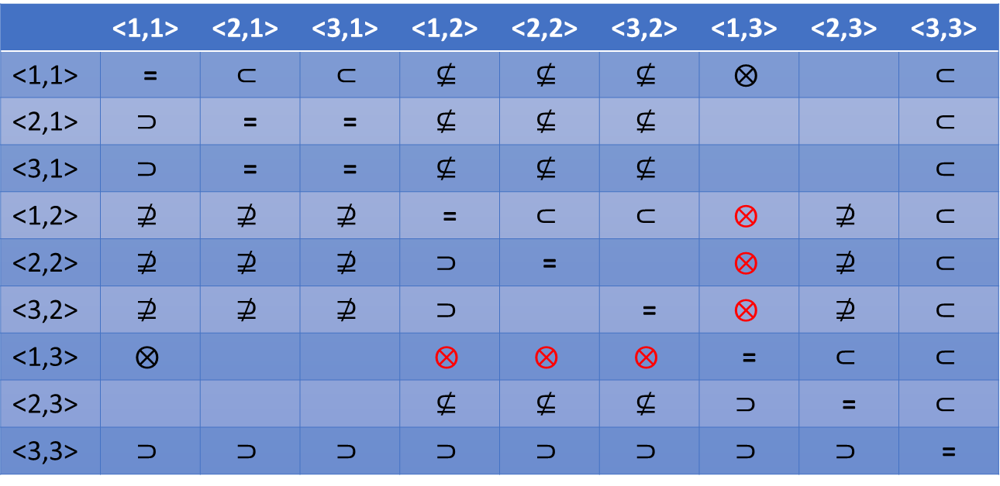 <1,1> <2,1> <3,1> <1,2> <2,2> <3,2> <1,3> <2,3> <3,3>
<1,1> = ⊂ ⊂ ⊈ ⊈ ⊈ ⊗ ⊂
<2,1> ⊃ = = ⊈ ⊈ ⊈ ⊂
<3,1> ⊃ = = ⊈ ⊈ ⊈ ⊂
<1,2> ⊉ ⊉ ⊉ = ⊂ ⊂ ⊗ ⊉ ⊂
<2,2> ⊉ ⊉ ⊉ ⊃ = ⊗ ⊉ ⊂
<3,2> ⊉ ⊉ ⊉ ⊃ = ⊗ ⊉ ⊂
<1,3> ⊗ ⊗ ⊗ ⊗ = ⊂ ⊂
<2,3> ⊈ ⊈ ⊈ ⊃ = ⊂
<3,3> ⊃ ⊃ ⊃ ⊃ ⊃ ⊃ ⊃ ⊃ =